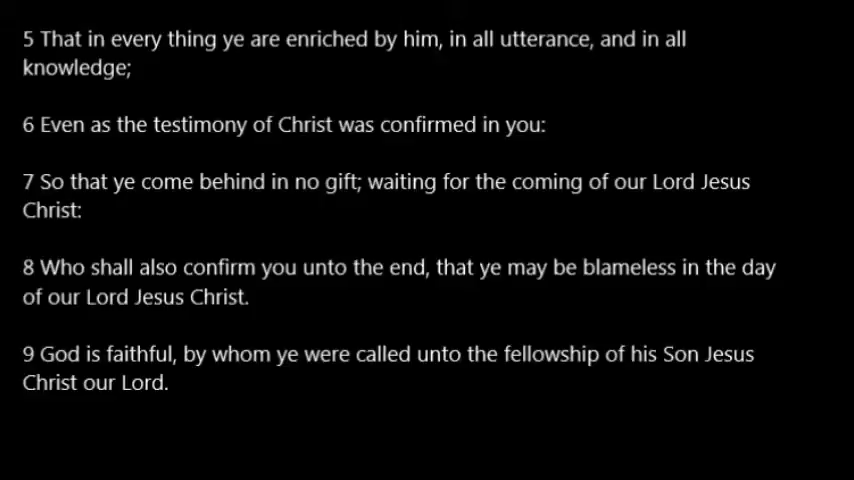 5 That in every thing ye are enriched by him, in all utterance, and in all
knowledge;
6 Even as the testimony of Christ was confirmed in you:
7 So that ye come behind in no gift; waiting for the coming of our Lord Jesus
Christ:
8 Who shall also confirm you unto the end, that ye may be blameless in the day
of our Lord Jesus Christ.
9 God is faithful, by whom ye were called unto the fellowship of his Son Jesus
Christ our Lord.